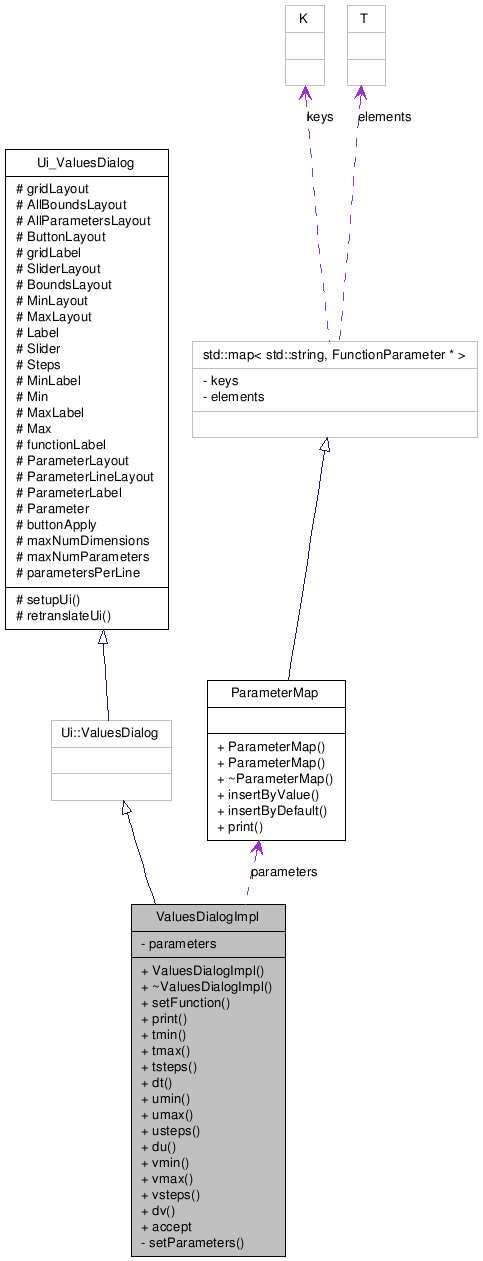 K
T
keys
elements
Ui_ValuesDialog
# gridLayout
# AllBoundsLayout
# AllParametersLayout
# ButtonLayout
# gridLabel
# SliderLayout
# BoundsLayout
# MinLayout
# MaxLayout
# Label
# Slider
# Steps
# MinLabel
# Min
# MaxLabel
# Max
# functionLabel
# ParameterLayout
# ParameterLineLayout
# ParameterLabel
# Parameter
# buttonApply
# maxNumDimensions
# maxNumParameters
# parametersPerLine
# setupUi()
# retranslateUi()
std::map< std::string, FunctionParameter * >
- keys
- elements
Ui::ValuesDialog
ParameterMap
+ ParameterMap()
+ ParameterMap()
+ ~ParameterMap()
+ insertByValue()
+ insertByDefault()
+ print()
parameters
ValuesDialogImpl
- parameters
+ ValuesDialogImpl()
+ ~ValuesDialogImpl()
+ setFunction()
+ print()
+ tmin()
+ tmax()
+ tsteps()
+ dt()
+ umin()
+ umax()
+ usteps()
+ du()
+ vmin()
+ vmax()
+ vsteps()
+ dv()
+ accept
- setParameters()